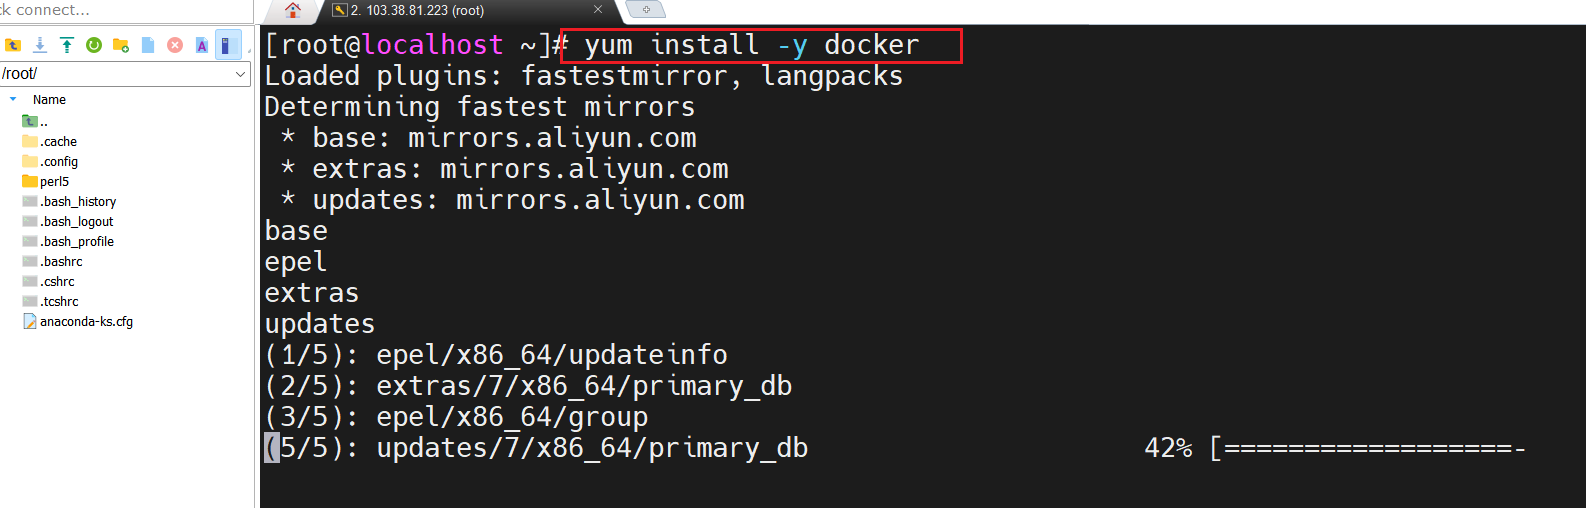 ck connect...
2. 103.38.81.223 (root)
/root/
Name
..
.cache
.config
perl5
.bash_history
.bash_logout
.bash_profile
.bashrc
.cshrc
.tcshrc
anaconda-ks.cfg
[root@localhost ~]# yum install -y docker
Loaded plugins: fastestmirror, langpacks
Determining fastest mirrors
 * base: mirrors.aliyun.com
 * extras: mirrors.aliyun.com
 * updates: mirrors.aliyun.com
base
epel
extras
updates
(1/5): epel/x86_64/updateinfo
(2/5): extras/7/x86_64/primary_db
(3/5): epel/x86_64/group
(5/5): updates/7/x86_64/primary_db 42% [==================-